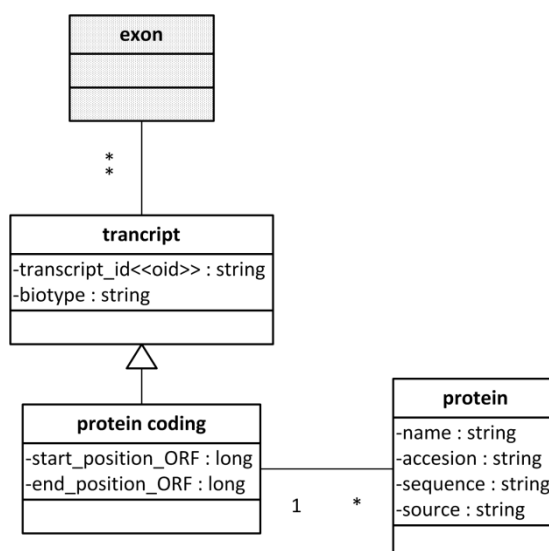 exon
*
*
trancript
-transcript_id<<oid>> : string
-biotype : string
protein coding
-start_position_ORF : long
-end_position_ORF : long
1 *
protein
-name : string
-accesion : string
-sequence : string
-source : string